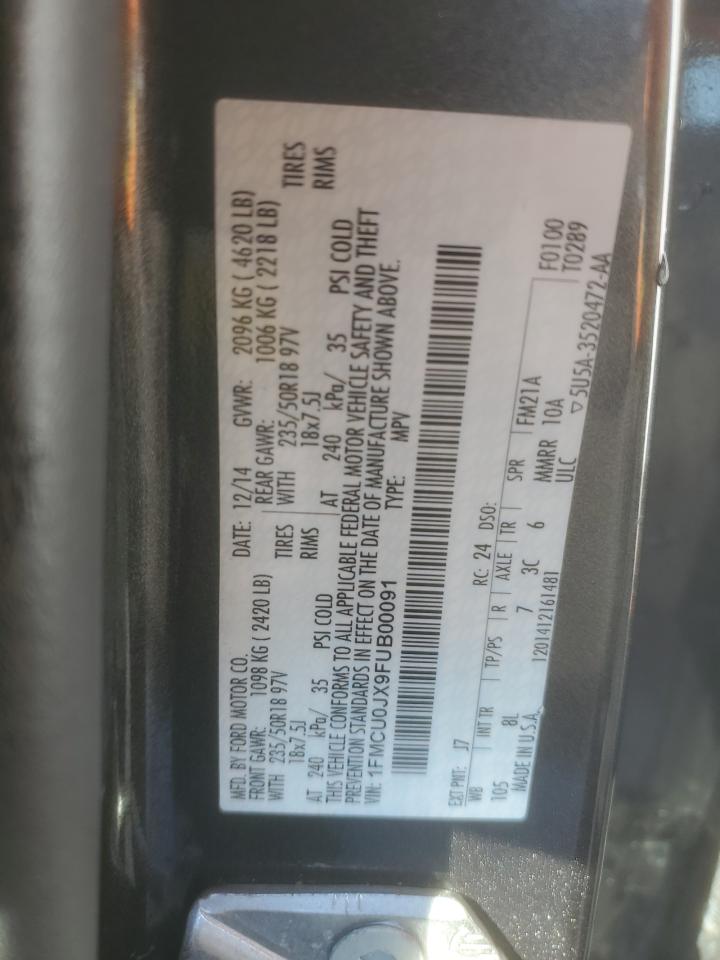 MFD. BY FORD MOTOR CO.
DATE: 12/14 GVWR: 2096 KG ( 4620 LB)
FRONT GAWR: 1098 KG ( 2420 LB) REAR GAWR: 1006 KG ( 2218 LB)
WITH 235/50R18 97V TIRES WITH 235/50R18 97V TIRES
18x7.5J RIMS 18x7.5J RIMS
AT 240 kPa/ 35 PSI COLD AT 240 kPa/ 35 PSI COLD
THIS VEHICLE CONFORMS TO ALL APPLICABLE FEDERAL MOTOR VEHICLE SAFETY AND THEFT
PREVENTION STANDARDS IN EFFECT ON THE DATE OF MANUFACTURE SHOWN ABOVE.
VIN: 1FMCU0JX9FUB00091 TYPE: MPV
EXT PNT: J7 RC: 24 DSO: F0100
WB INT TR TP/PS R AXLE TR SPR FM21A T0289
105 8L 7 3C 6 MMRR 10A
MADE IN U.S.A. 1201412161481 ULC ▽5U5A-3520472-AA